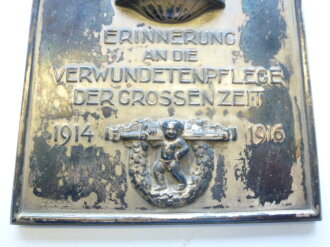 ERINNERUNG
AN DIE
VERWUNDETENPFLEGE
DER GROSSEN ZEIT
1914 1916